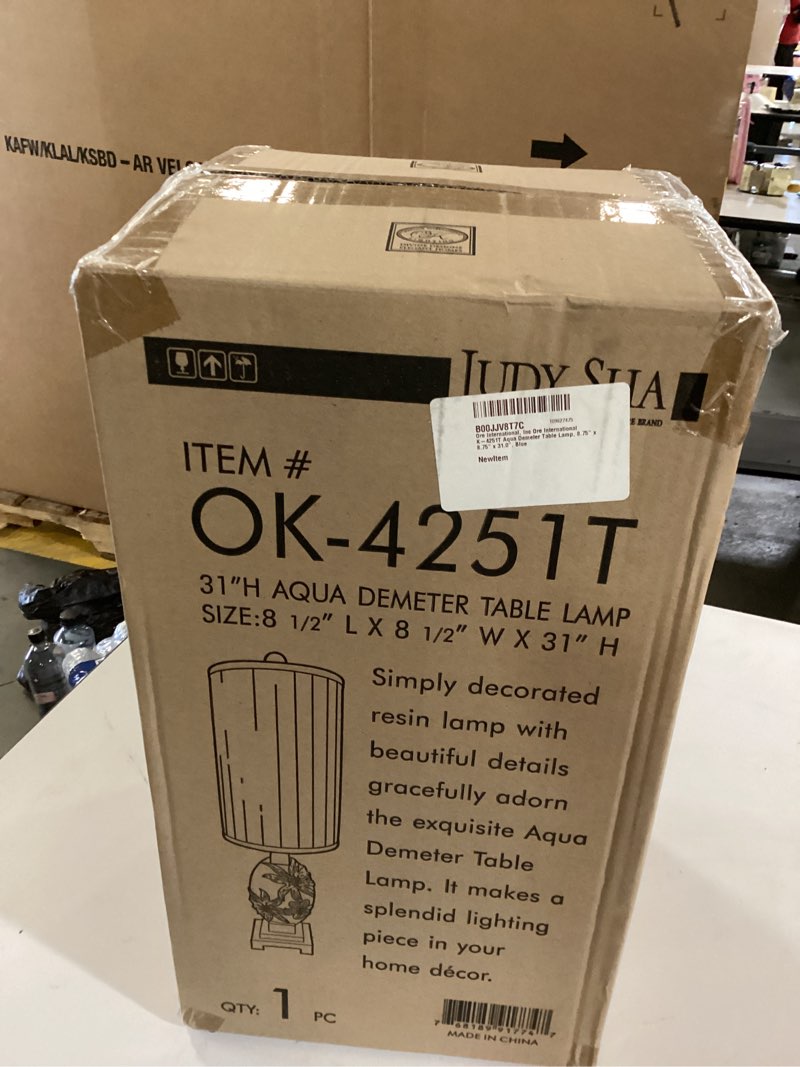 KAFW/KLAL/KSBD – AR
JUDY SHA
E BRAND
B00JJV8T7C
Ore International, Inc Ore International
K-4251T Aqua Demeter Table Lamp, 8.75" x
8.75" x 31.0", Blue
NewItem
ITEM #
OK-4251T
31"H AQUA DEMETER TABLE LAMP
SIZE:8 1/2" L X 8 1/2" W X 31" H
Simply decorated
resin lamp with
beautiful details
gracefully adorn
the exquisite Aqua
Demeter Table
Lamp. It makes a
splendid lighting
piece in your
home décor.
QTY: 1 PC
MADE IN CHINA